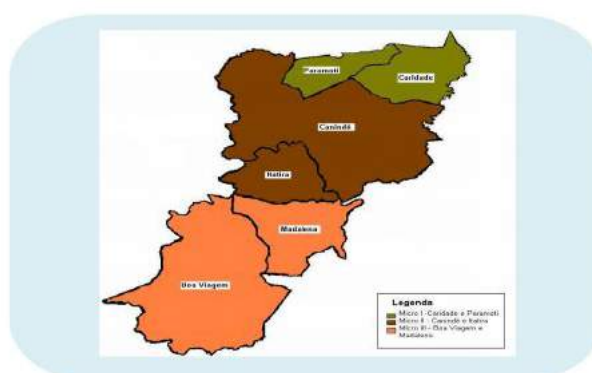 Paramoti
Caridade
Canindé
Itatira
Madalena
Boa Viagem
Legenda
Micro I -Caridade e Paramoti
Micro II - Canindé e Itatira
Micro III - Boa Viagem e
Madalena